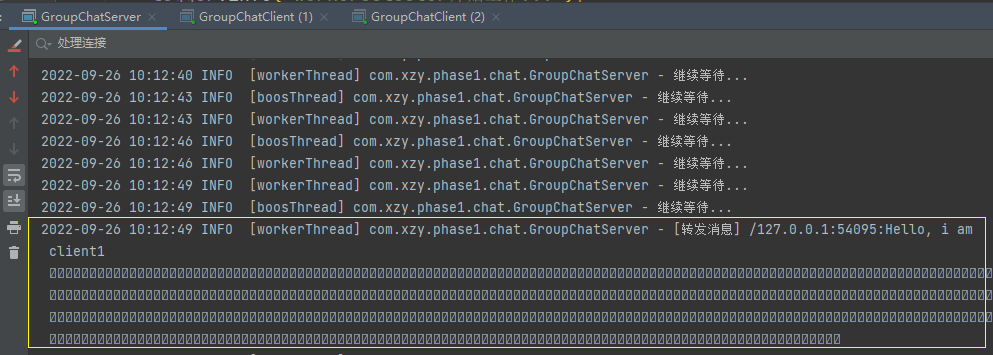 GroupChatServer GroupChatClient (1) GroupChatClient (2)
处理连接
2022-09-26 10:12:40 INFO [workerThread] com.xzy.phase1.chat.GroupChatServer - 继续等待...
2022-09-26 10:12:43 INFO [boosThread] com.xzy.phase1.chat.GroupChatServer - 继续等待...
2022-09-26 10:12:43 INFO [workerThread] com.xzy.phase1.chat.GroupChatServer - 继续等待...
2022-09-26 10:12:46 INFO [boosThread] com.xzy.phase1.chat.GroupChatServer - 继续等待...
2022-09-26 10:12:46 INFO [workerThread] com.xzy.phase1.chat.GroupChatServer - 继续等待...
2022-09-26 10:12:49 INFO [workerThread] com.xzy.phase1.chat.GroupChatServer - 继续等待...
2022-09-26 10:12:49 INFO [boosThread] com.xzy.phase1.chat.GroupChatServer - 继续等待...
2022-09-26 10:12:49 INFO [workerThread] com.xzy.phase1.chat.GroupChatServer - [转发消息] /127.0.0.1:54095:Hello, i am
client1